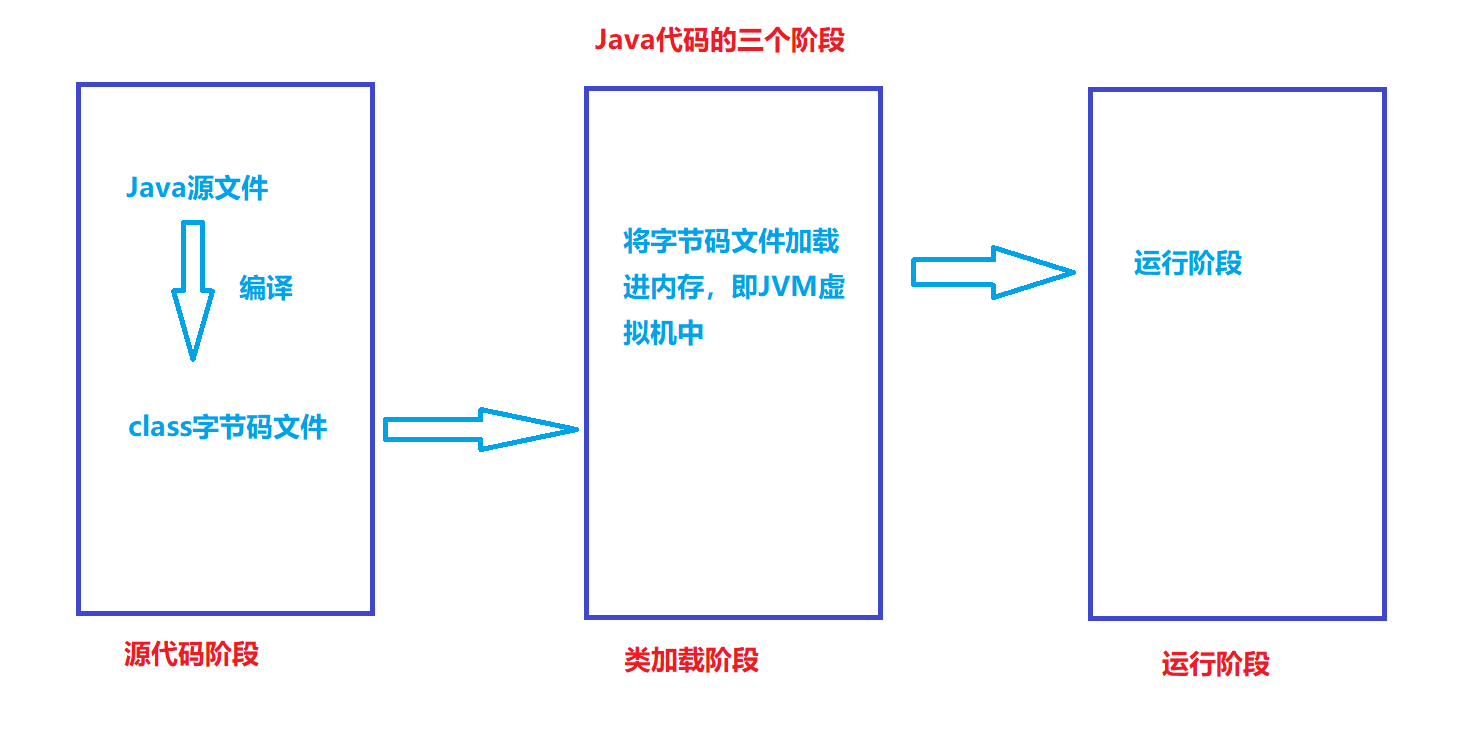 Java代码的三个阶段
Java源文件
编译
class字节码文件
源代码阶段
将字节码文件加载
进内存，即JVM虚
拟机中
类加载阶段
运行阶段
运行阶段